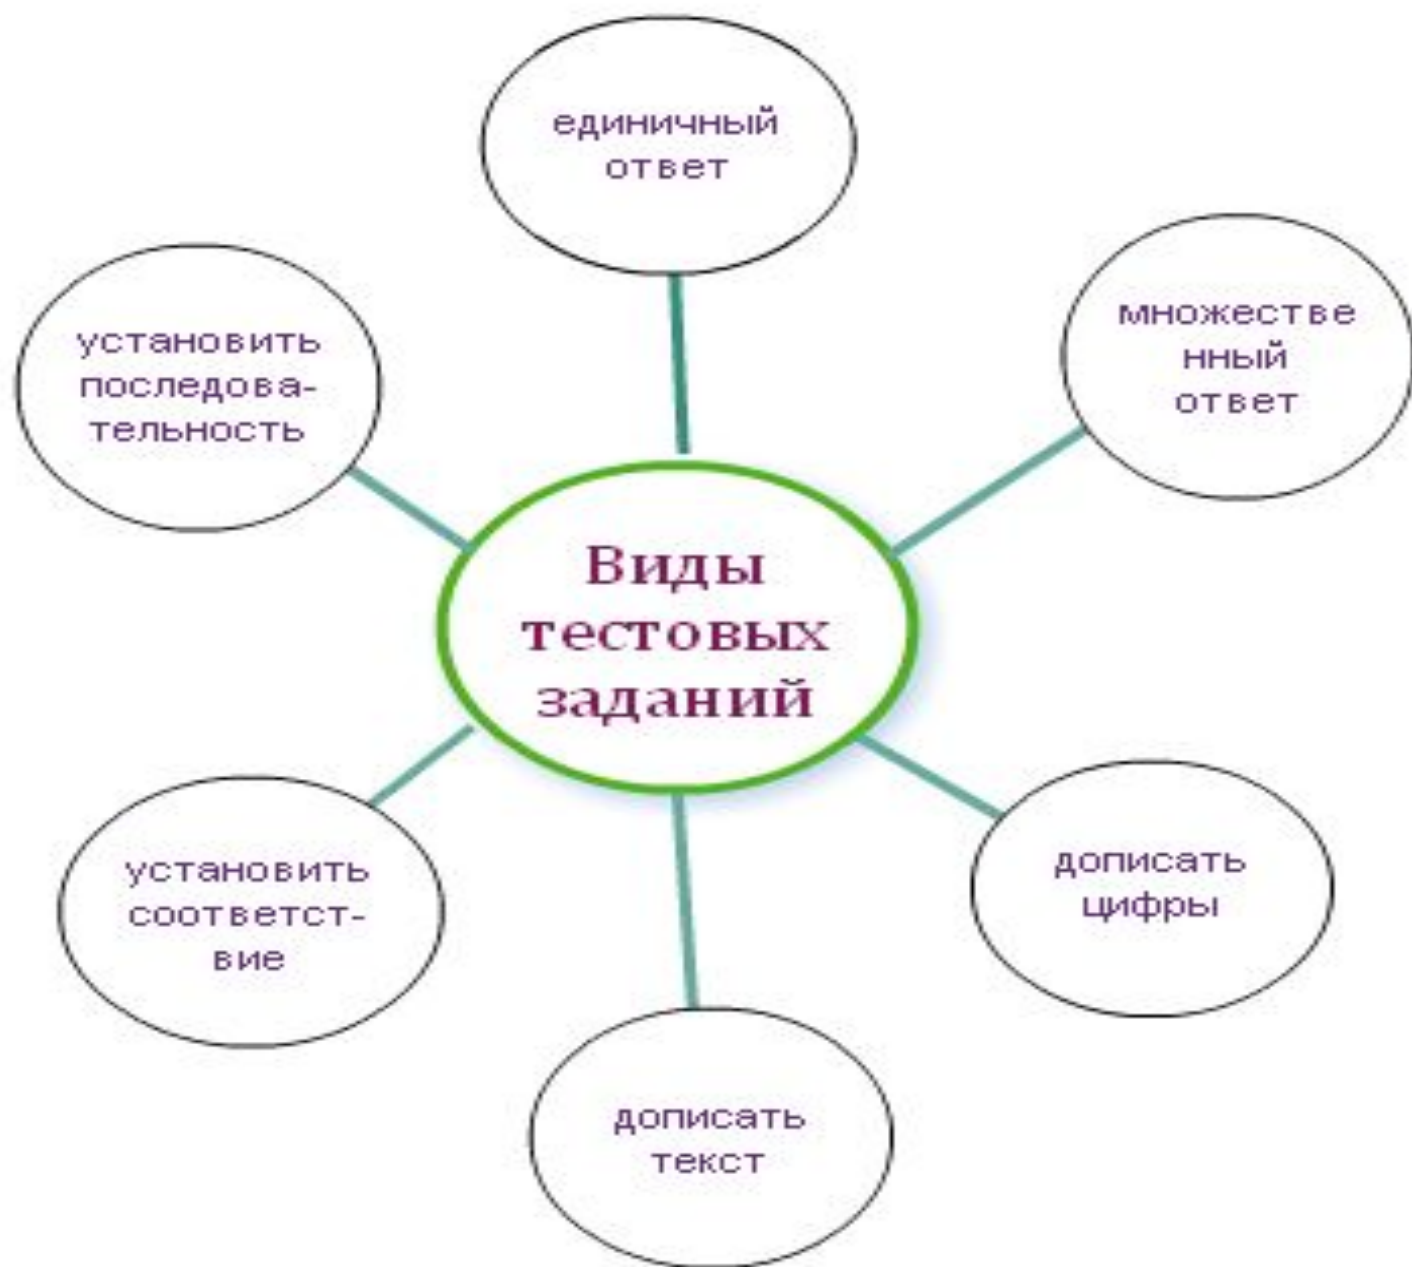 единичный
ответ
множестве
нный
ответ
установить
последова-
тельность
Виды
тестовых
заданий
дописать
цифры
установить
соответст-
вие
дописать
текст